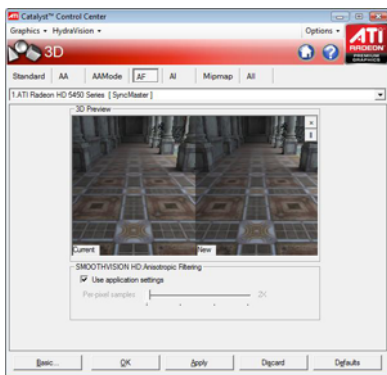 Catalyst™ Control Center
Graphics HydraVision Options
3D
ATI
RADEON
PREMIUM
GRAPHICS
Standard AA AAMode AF AI Mipmap All
1.ATI Radeon HD 5450 Series [ SyncMaster ]
3D Preview
Current New
SMOOTHVISION HD:Anisotropic Filtering
Use application settings
Per-pixel samples: 2X
Basic... OK Apply Discard Defaults